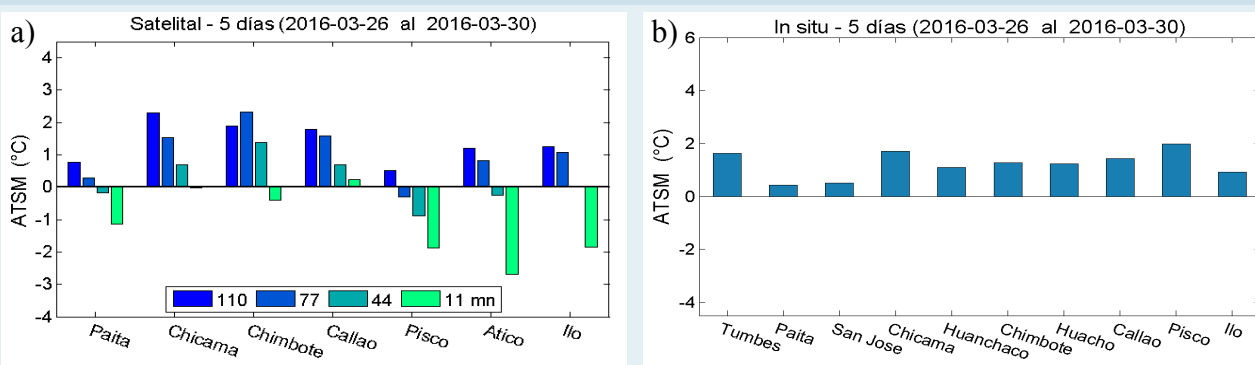 a)
Satelital - 5 días (2016-03-26 al 2016-03-30)
ATSM (°C)
4
3
2
1
0
-1
-2
-3
-4
110 77 44 11 mn
Paita Chicama Chimbote Callao Pisco Atico Ilo
b)
In situ - 5 días (2016-03-26 al 2016-03-30)
ATSM (°C)
6
4
2
0
-2
-4
Tumbes Paita San Jose Chicama Huanchaco Chimbote Huacho Callao Pisco Ilo